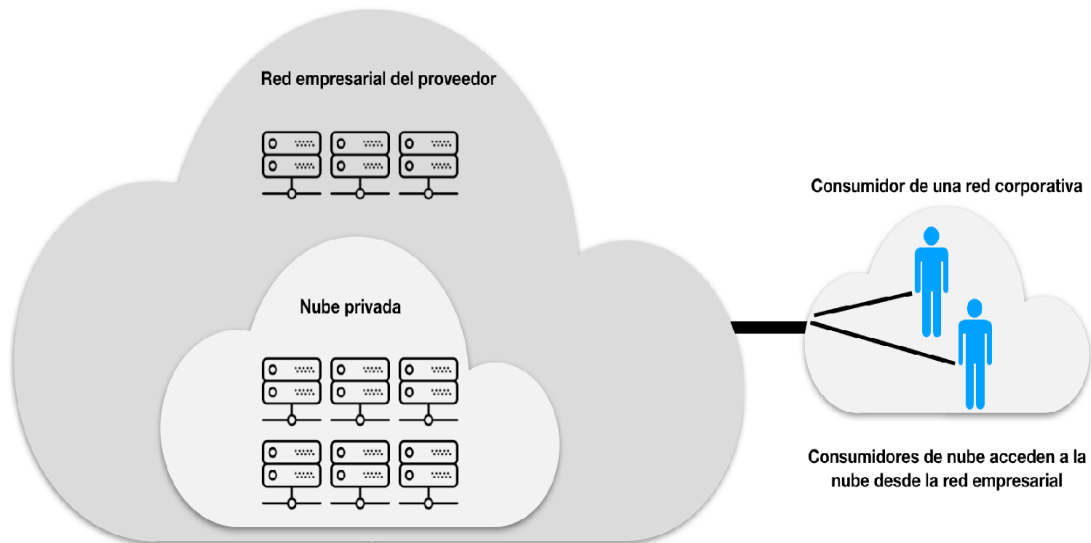 Red empresarial del proveedor
Consumidor de una red corporativa
Nube privada
Consumidores de nube acceden a la
nube desde la red empresarial